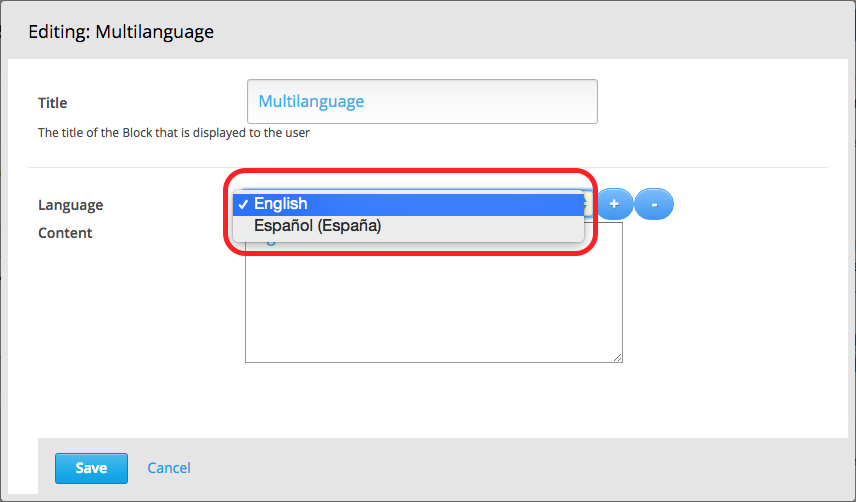 Editing: Multilanguage
Title
Multilanguage
The title of the Block that is displayed to the user
Language
✓ English
+
-
Español (España)
Content
Save
Cancel